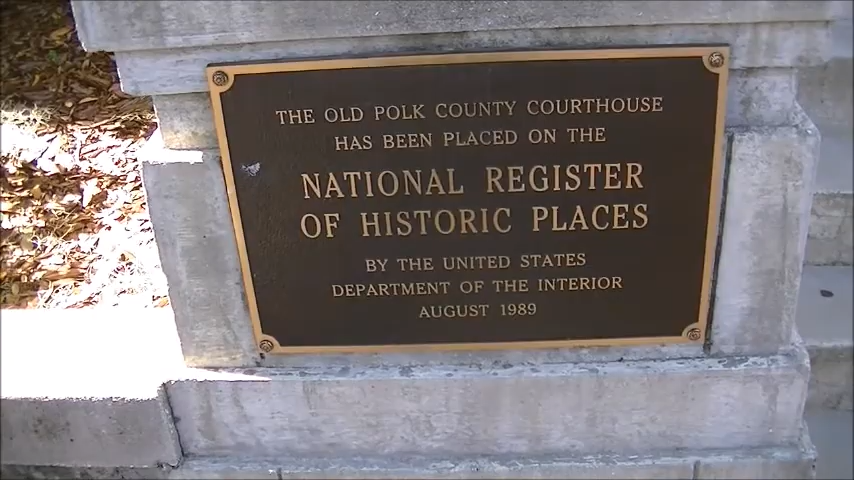 THE OLD POLK COUNTY COURTHOUSE
HAS BEEN PLACED ON THE
NATIONAL REGISTER
OF HISTORIC PLACES
BY THE UNITED STATES
DEPARTMENT OF THE INTERIOR
AUGUST 1989